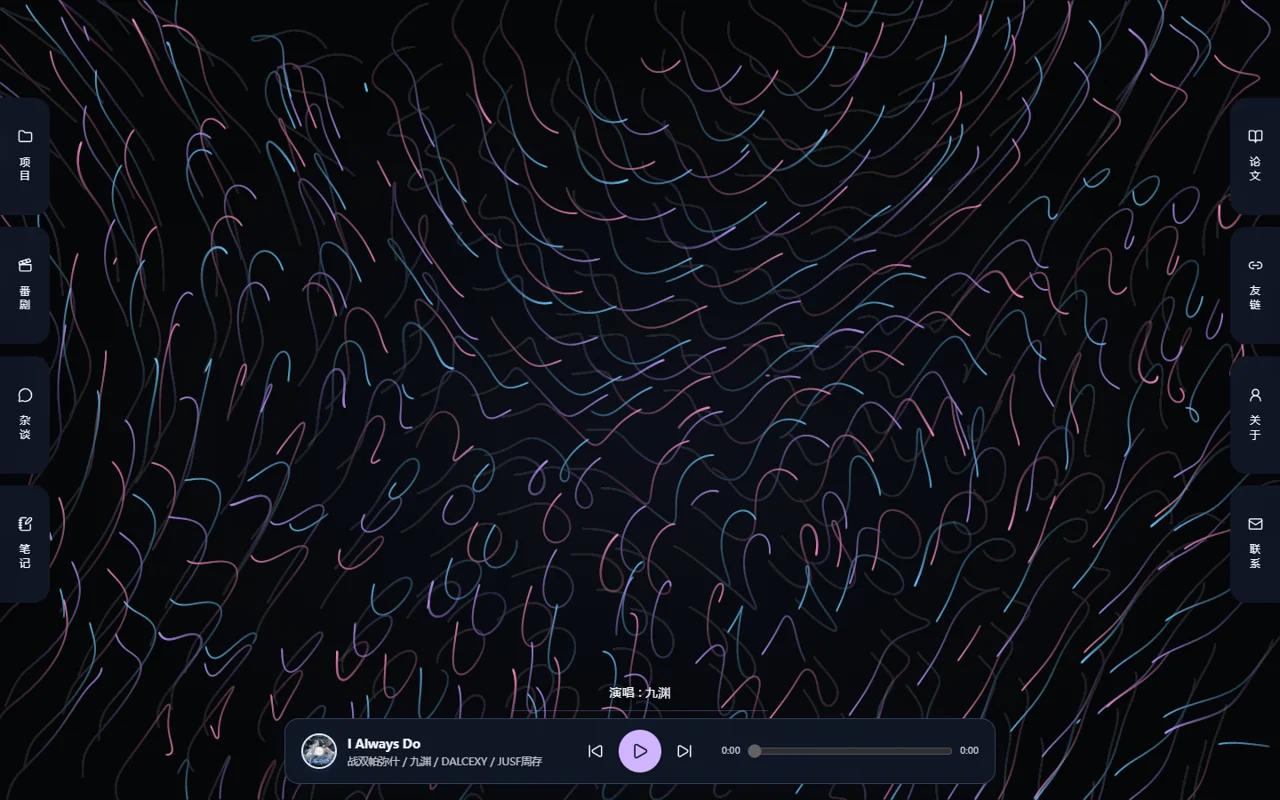 项目
番剧
杂谈
笔记
论文
友链
关于
联系
演唱：九渊
I Always Do
战双帕弥什 / 九渊 / DALCEXY / JUSF周存
0:00
0:00